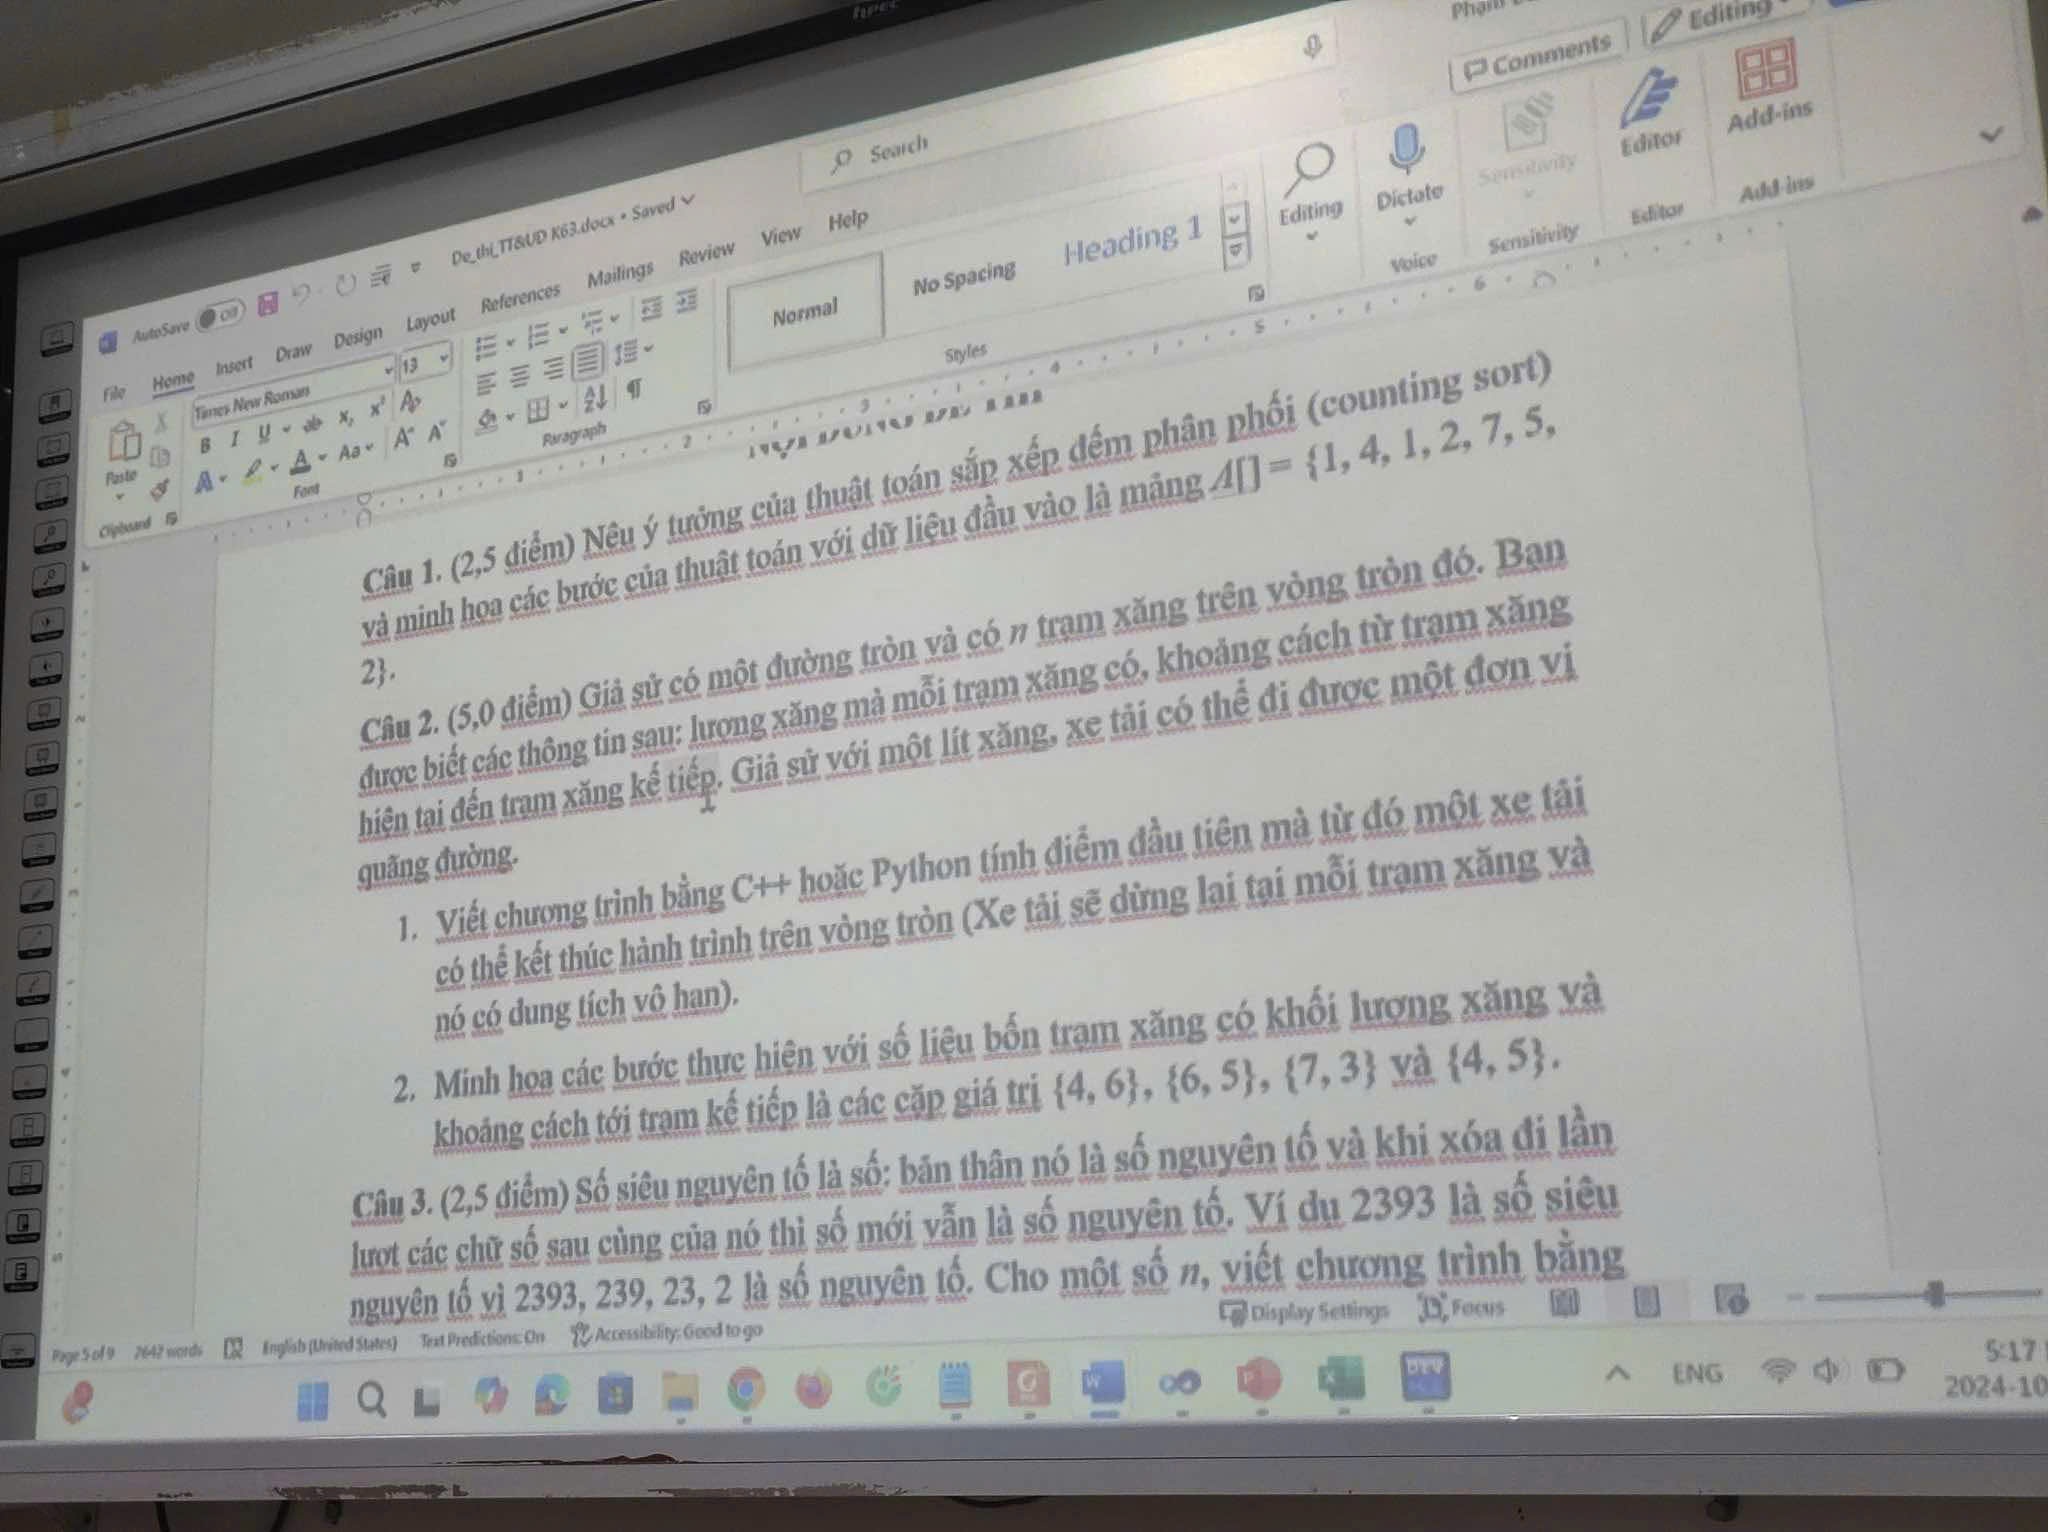 Comments
Editing
Search
De_thi_TT&UD K63.docx • Saved
AutoSave Off
File Home Insert Draw Design Layout References Mailings Review View Help
Times New Roman 13
Paste
Clipboard
Font
Paragraph
Normal
No Spacing
Heading 1
Styles
Editing
Dictate
Voice
Sensitivity
Sensitivity
Editor
Editor
Add-ins
Add-ins
Câu 1. (2,5 điểm) Nêu ý tưởng của thuật toán sắp xếp đếm phân phối (counting sort)
và minh họa các bước của thuật toán với dữ liệu đầu vào là mảng A[] = {1, 4, 1, 2, 7, 5,
2}.
Câu 2. (5,0 điểm) Giả sử có một đường tròn và có n trạm xăng trên vòng tròn đó. Bạn
được biết các thông tin sau: lượng xăng mà mỗi trạm xăng có, khoảng cách từ trạm xăng
hiện tại đến trạm xăng kế tiếp. Giả sử với một lít xăng, xe tải có thể đi được một đơn vị
quãng đường.
1. Viết chương trình bằng C++ hoặc Python tính điểm đầu tiên mà từ đó một xe tải
có thể kết thúc hành trình trên vòng tròn (Xe tải sẽ dừng lại tại mỗi trạm xăng và
nó có dung tích vô hạn).
2. Minh họa các bước thực hiện với số liệu bốn trạm xăng có khối lượng xăng và
khoảng cách tới trạm kế tiếp là các cặp giá trị {4, 6}, {6, 5}, {7, 3} và {4, 5}.
Câu 3. (2,5 điểm) Số siêu nguyên tố là số: bản thân nó là số nguyên tố và khi xóa đi lần
lượt các chữ số sau cùng của nó thì số mới vẫn là số nguyên tố. Ví dụ 2393 là số siêu
nguyên tố vì 2393, 239, 23, 2 là số nguyên tố. Cho một số n, viết chương trình bằng
Page 5 of 9 2642 words English (United States) Text Predictions: On Accessibility: Good to go Display Settings Focus
ENG
5:17
2024-10